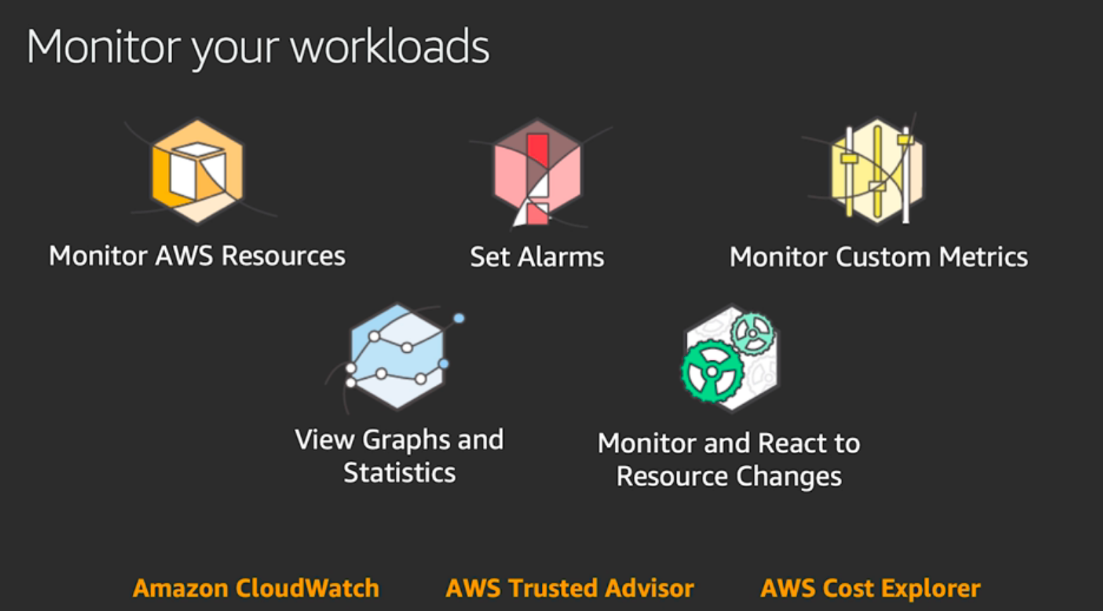 Monitor your workloads
Monitor AWS Resources
Set Alarms
Monitor Custom Metrics
View Graphs and
Statistics
Monitor and React to
Resource Changes
Amazon CloudWatch
AWS Trusted Advisor
AWS Cost Explorer